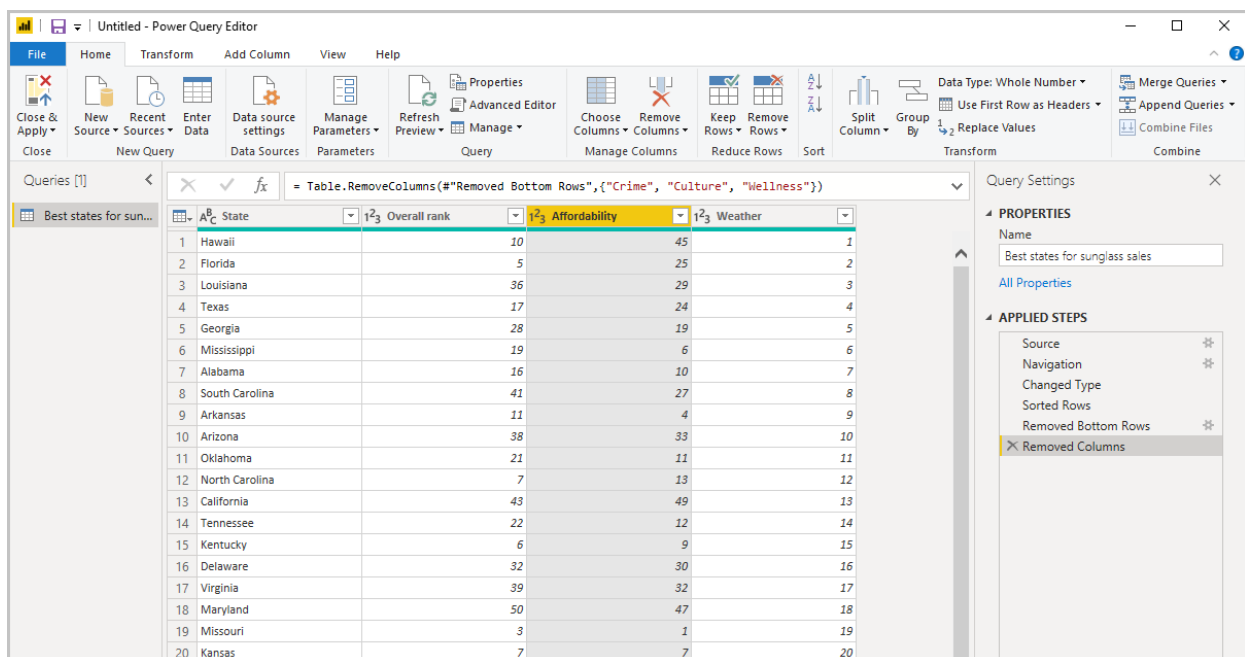 Untitled - Power Query Editor
File Home Transform Add Column View Help
Close & Apply
New Source
Recent Sources
Enter Data
Data source settings
Manage Parameters
Refresh Preview
Properties
Advanced Editor
Manage
Choose Columns
Remove Columns
Keep Rows
Remove Rows
Split Column
Group By
Data Type: Whole Number
Use First Row as Headers
Replace Values
Merge Queries
Append Queries
Combine Files
Close New Query Data Sources Parameters Query Manage Columns Reduce Rows Sort Transform Combine
Queries [1]
Best states for sun...
fx = Table.RemoveColumns(#"Removed Bottom Rows",{"Crime", "Culture", "Wellness"})
State Overall rank Affordability Weather
1 Hawaii 10 45 1
2 Florida 5 25 2
3 Louisiana 36 29 3
4 Texas 17 24 4
5 Georgia 28 19 5
6 Mississippi 19 6 6
7 Alabama 16 10 7
8 South Carolina 41 27 8
9 Arkansas 11 4 9
10 Arizona 38 33 10
11 Oklahoma 21 11 11
12 North Carolina 7 13 12
13 California 43 49 13
14 Tennessee 22 12 14
15 Kentucky 6 9 15
16 Delaware 32 30 16
17 Virginia 39 32 17
18 Maryland 50 47 18
19 Missouri 3 1 19
20 Kansas 7 7 20
Query Settings
PROPERTIES
Name
Best states for sunglass sales
All Properties
APPLIED STEPS
Source
Navigation
Changed Type
Sorted Rows
Removed Bottom Rows
Removed Columns